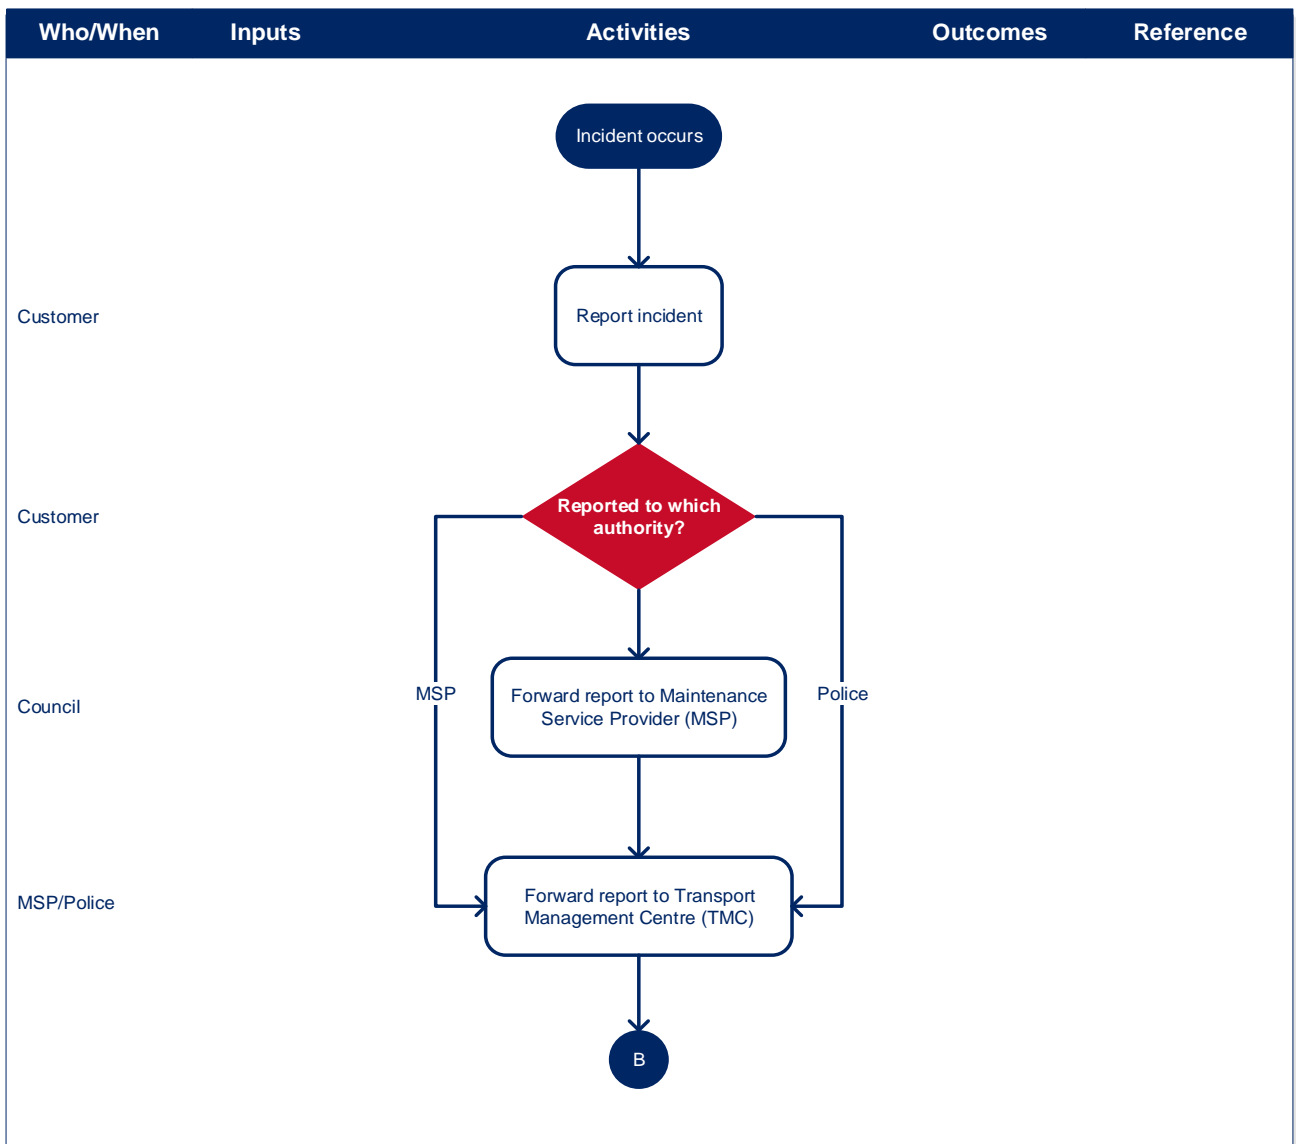 Who/When Inputs Activities Outcomes Reference
Incident occurs
Customer
Report incident
Customer
Reported to which
authority?
MSP
Police
Council
Forward report to Maintenance
Service Provider (MSP)
MSP/Police
Forward report to Transport
Management Centre (TMC)
B